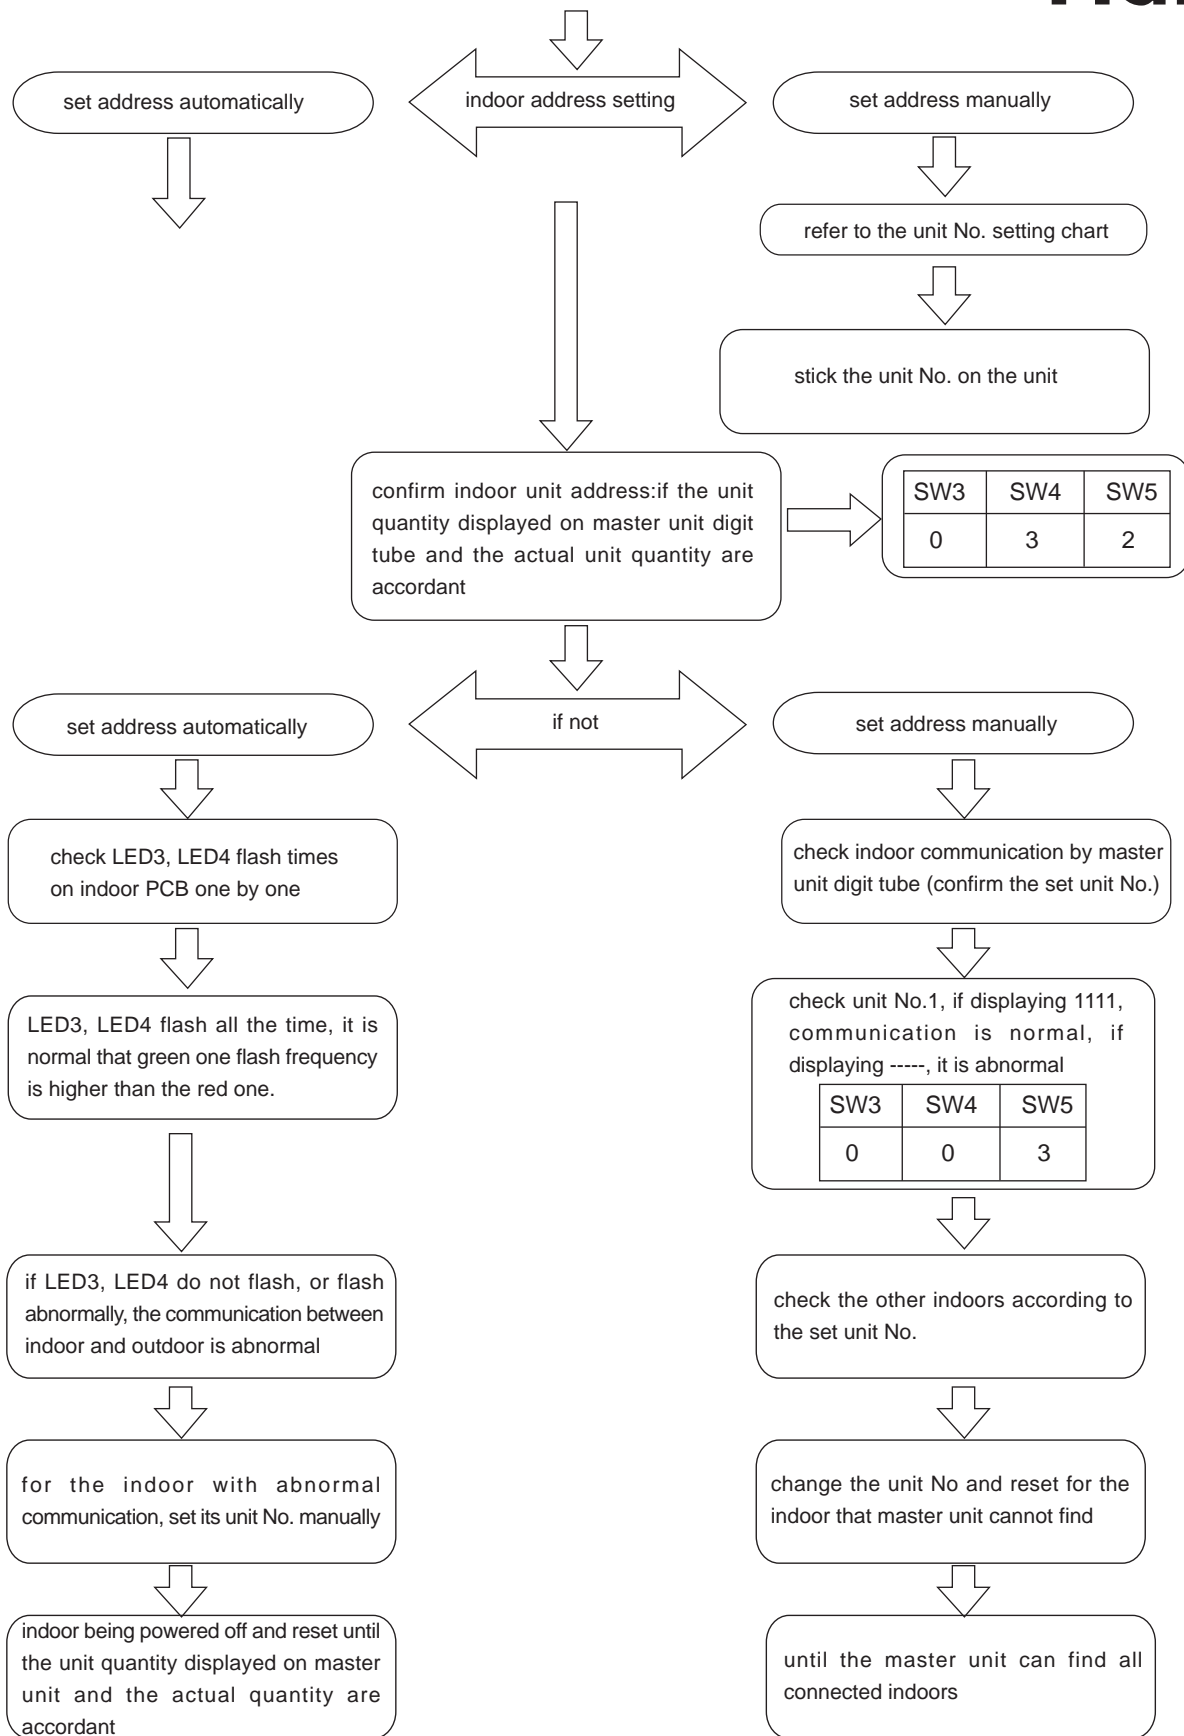 set address automatically
indoor address setting
set address manually
refer to the unit No. setting chart
stick the unit No. on the unit
confirm indoor unit address:if the unit
quantity displayed on master unit digit
tube and the actual unit quantity are
accordant
SW3 SW4 SW5
0 3 2
set address automatically
if not
set address manually
check LED3, LED4 flash times
on indoor PCB one by one
LED3, LED4 flash all the time, it is
normal that green one flash frequency
is higher than the red one.
if LED3, LED4 do not flash, or flash
abnormally, the communication between
indoor and outdoor is abnormal
for the indoor with abnormal
communication, set its unit No. manually
indoor being powered off and reset until
the unit quantity displayed on master
unit and the actual quantity are
accordant
check indoor communication by master
unit digit tube (confirm the set unit No.)
check unit No.1, if displaying 1111,
communication is normal, if
displaying -----, it is abnormal
SW3 SW4 SW5
0 0 3
check the other indoors according to
the set unit No.
change the unit No and reset for the
indoor that master unit cannot find
until the master unit can find all
connected indoors